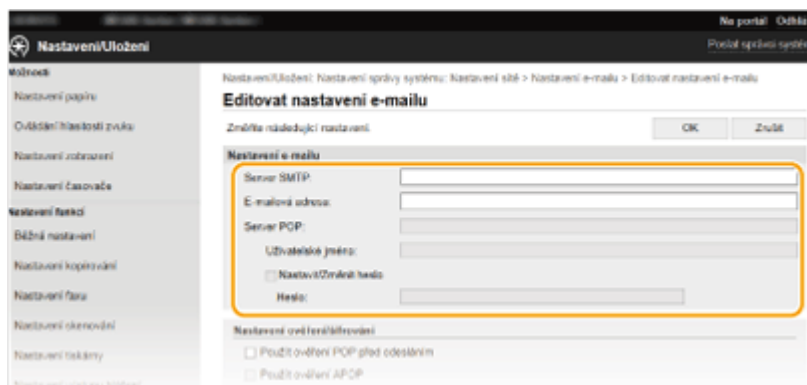 Na portal Odhlá
Nastavení/Uložení
Poslat správci systé
Možnosti
Nastavení papíru
Ovládání hlasitosti zvuku
Nastavení zobrazení
Nastavení časovače
Nastavení funkcí
Běžná nastavení
Nastavení kopírování
Nastavení faxu
Nastavení skenování
Nastavení tiskárny
Nastavení/Uložení: Nastavení správy systému: Nastavení sítě > Nastavení e-mailu > Editovat nastavení e-mailu
Editovat nastavení e-mailu
Změňte následující nastavení.
OK
Zrušit
Nastavení e-mailu
Server SMTP:
E-mailová adresa:
Server POP:
Uživatelské jméno:
Nastavit/Změnit heslo
Heslo:
Nastavení ověření/šifrování
Použít ověření POP před odesláním
Použít ověření APOP